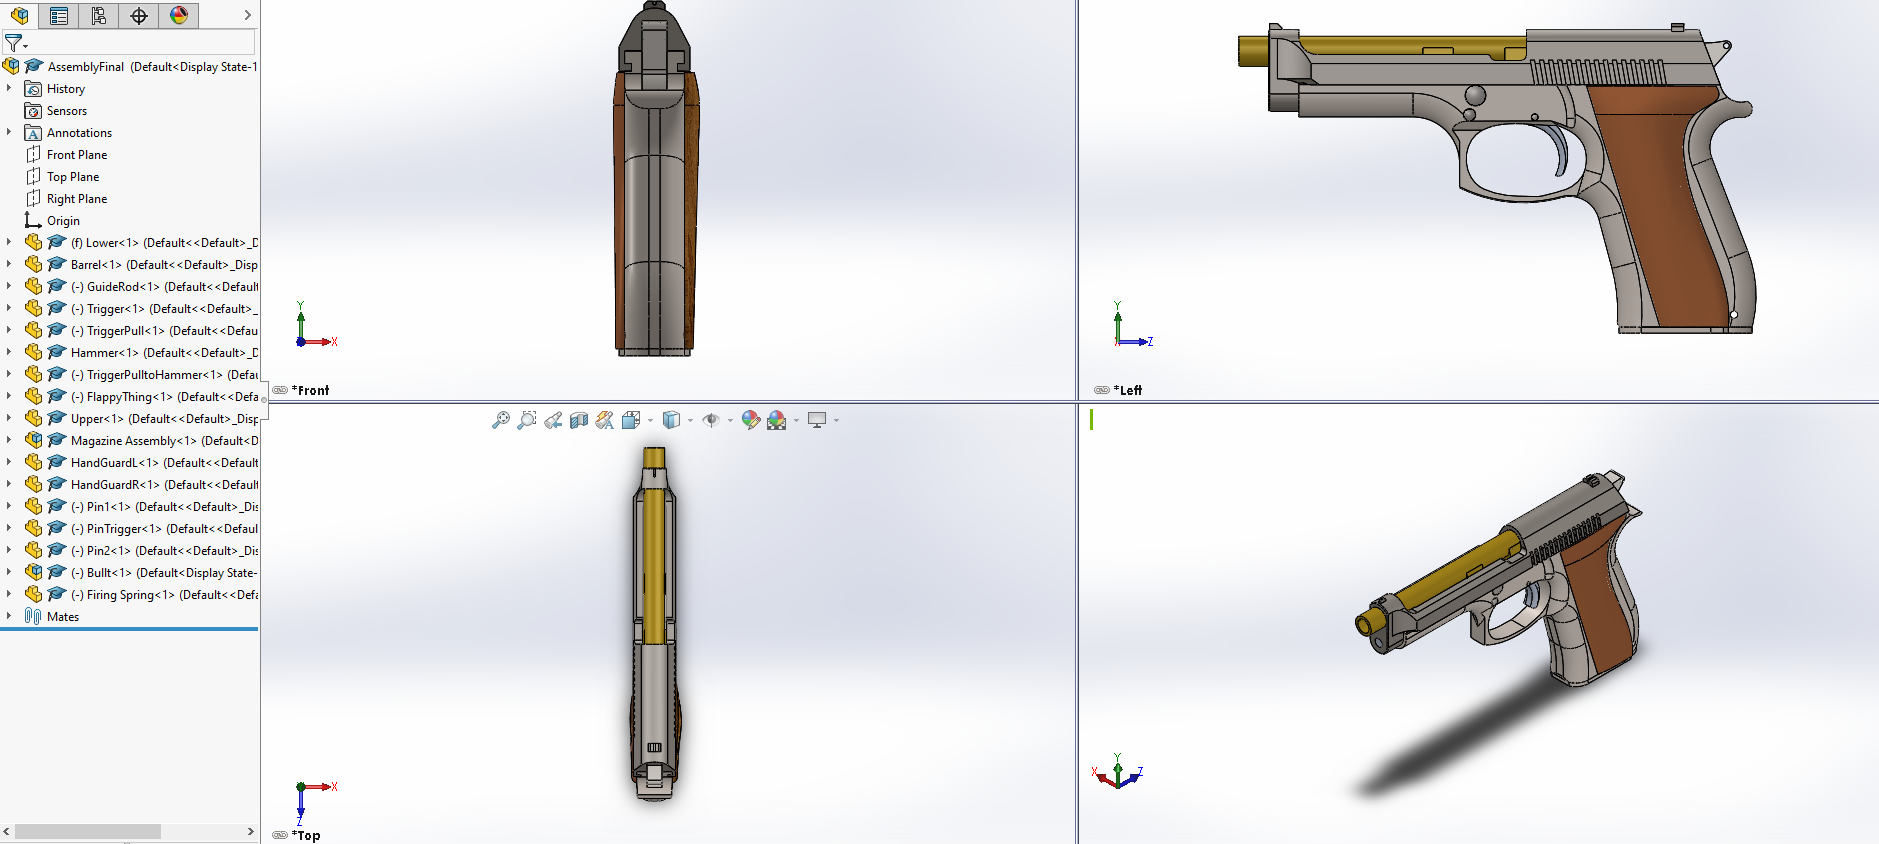 AssemblyFinal (Default<Display State-1
History
Sensors
Annotations
Front Plane
Top Plane
Right Plane
Origin
(f) Lower<1> (Default<<Default>_D
Barrel<1> (Default<<Default>_Disp
(-) GuideRod<1> (Default<<Default
(-) Trigger<1> (Default<<Default>_
(-) TriggerPull<1> (Default<<Defau
Hammer<1> (Default<<Default>_D
(-) TriggerPulltoHammer<1> (Defau
(-) FlappyThing<1> (Default<<Defa
Upper<1> (Default<<Default>_Disp
Magazine Assembly<1> (Default<D
HandGuardL<1> (Default<<Default
HandGuardR<1> (Default<<Default
(-) Pin1<1> (Default<<Default>_Dis
(-) PinTrigger<1> (Default<<Defaul
(-) Pin2<1> (Default<<Default>_Dis
(-) Bullt<1> (Default<Display State-
(-) Firing Spring<1> (Default<<Defa
Mates
Y
X
*Front
Y
X
Z
*Left
X
Z
*Top
Y
X
Z